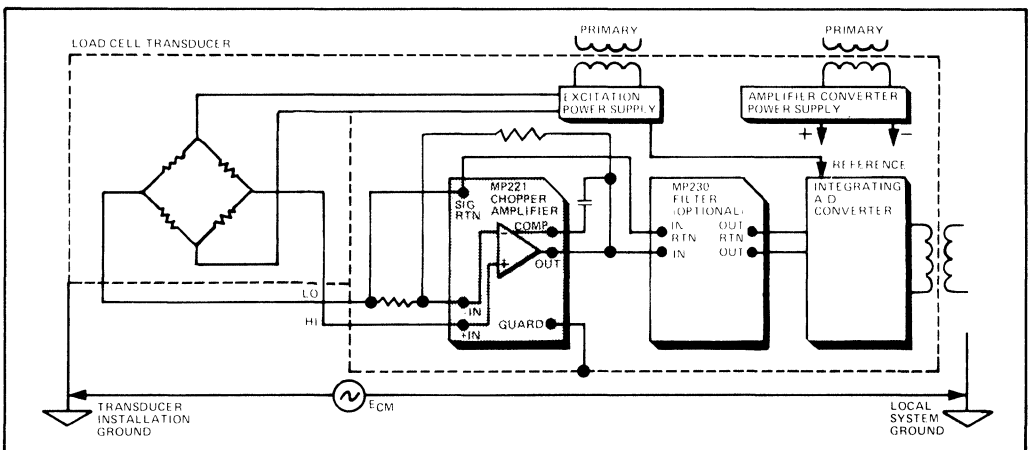 PRIMARY
PRIMARY
LOAD CELL TRANSDUCER
EXCITATION
POWER SUPPLY
AMPLIFIER CONVERTER
POWER SUPPLY
+
−
REFERENCE
SIG
RTN
MP221
CHOPPER
AMPLIFIER
COMP
-
+
OUT
-IN
+IN
GUARD
MP230
FILTER
(OPTIONAL)
IN
RTN
IN
OUT
RTN
OUT
INTEGRATING
A D
CONVERTER
LO
HI
TRANSDUCER
INSTALLATION
GROUND
ECM
LOCAL
SYSTEM
GROUND